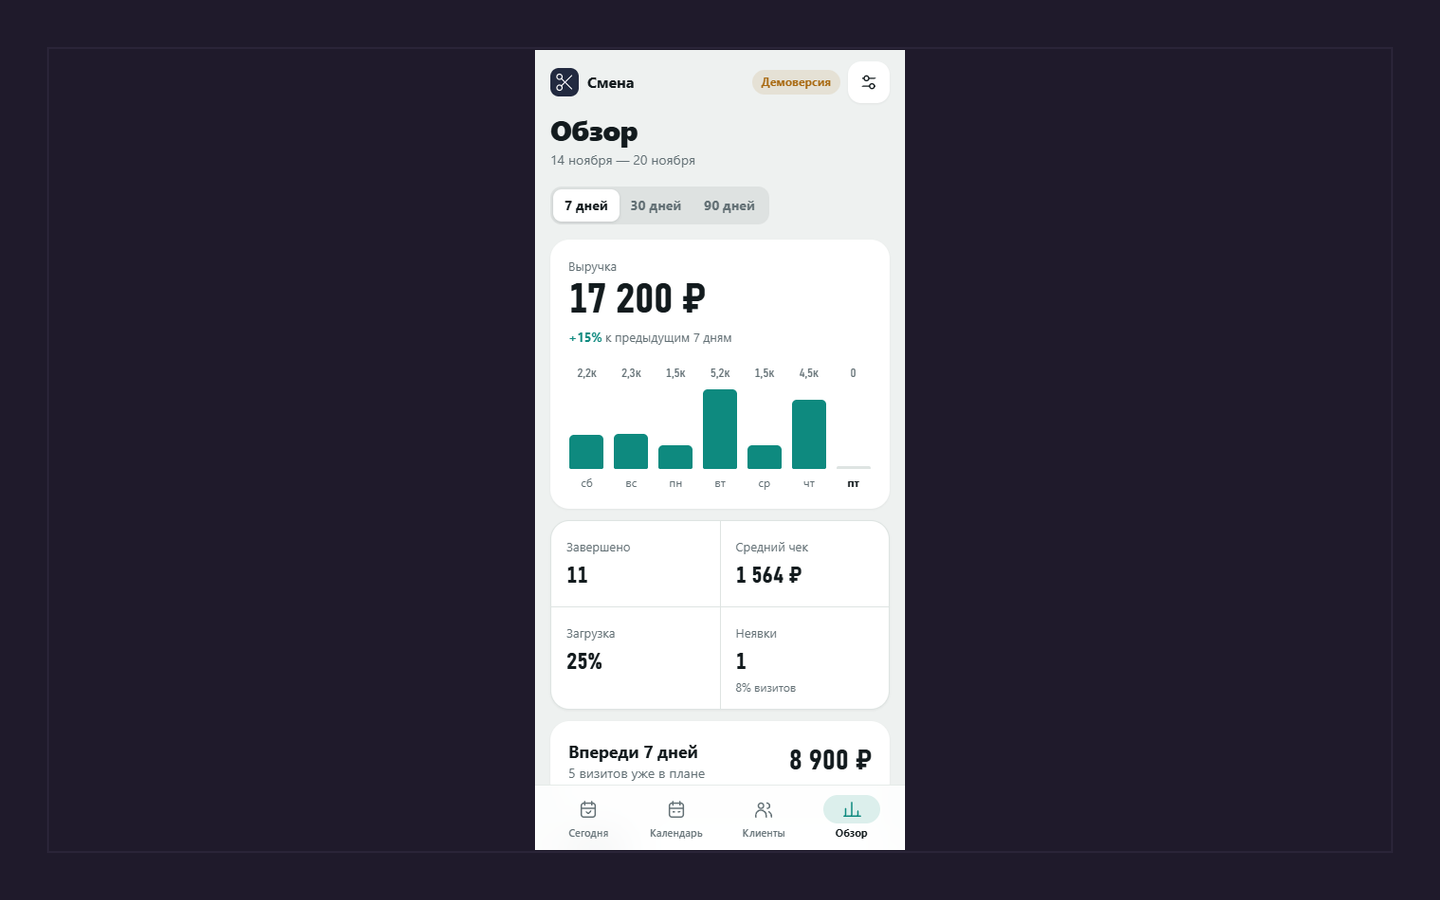 Смена
Демоверсия
Обзор
14 ноября — 20 ноября
7 дней 30 дней 90 дней
Выручка
17 200 ₽
+15% к предыдущим 7 дням
2,2к 2,3к 1,5к 5,2к 1,5к 4,5к 0
сб вс пн вт ср чт пт
Завершено
11
Средний чек
1 564 ₽
Загрузка
25%
Неявки
1
8% визитов
Впереди 7 дней
5 визитов уже в плане
8 900 ₽
Сегодня Календарь Клиенты Обзор